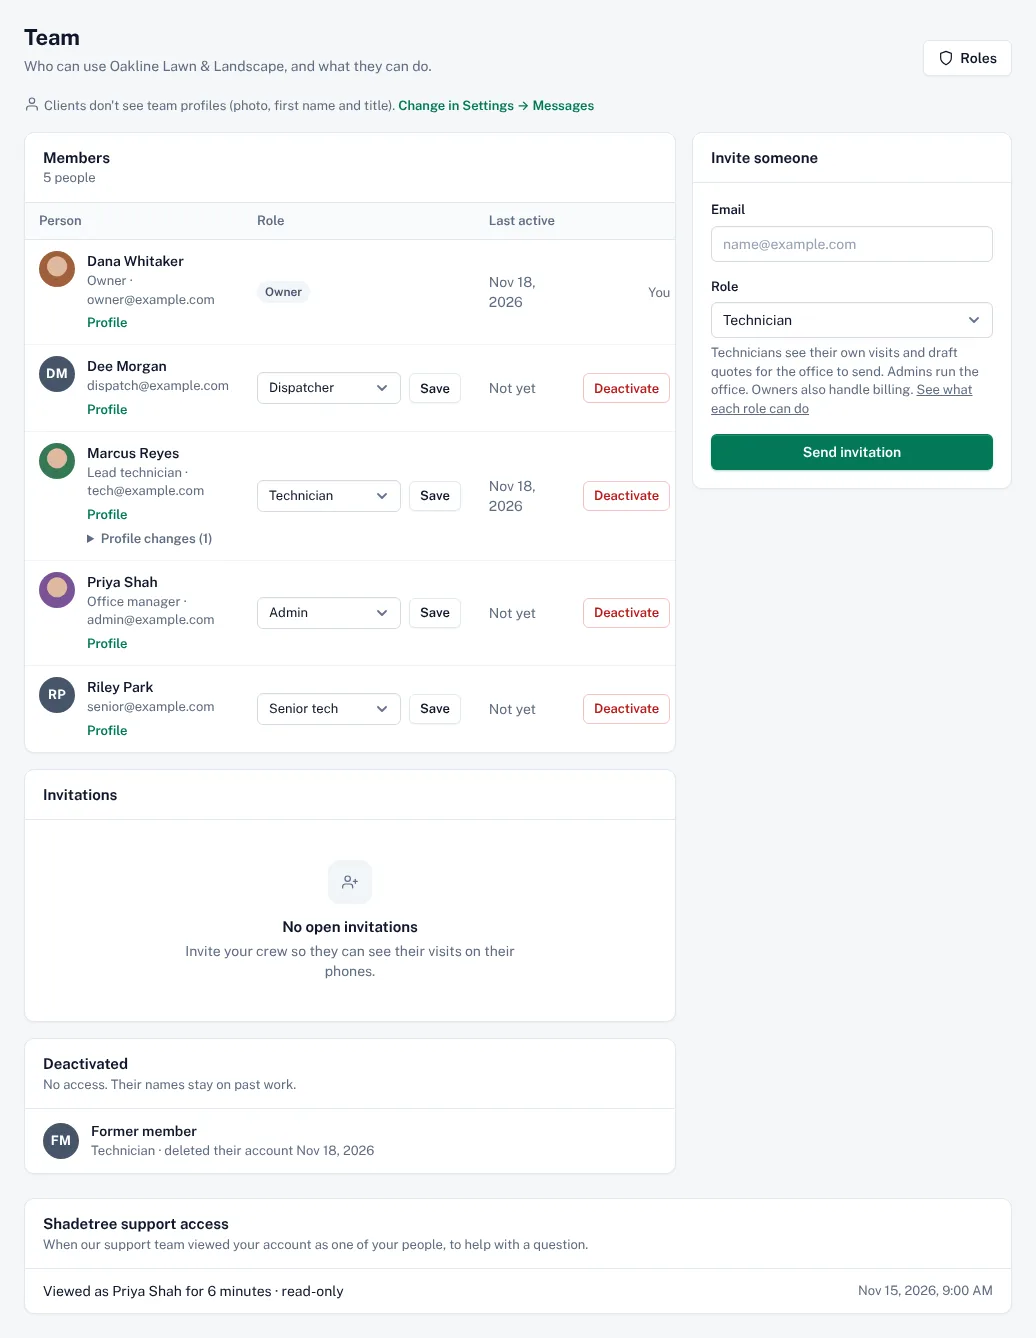 Team
Who can use Oakline Lawn & Landscape, and what they can do.
Roles
Clients don't see team profiles (photo, first name and title). Change in Settings → Messages
Members
5 people
Person Role Last active
Dana Whitaker
Owner ·
owner@example.com
Profile
Owner
Nov 18,
2026
You
DM
Dee Morgan
dispatch@example.com
Profile
Dispatcher
Save
Not yet
Deactivate
Marcus Reyes
Lead technician ·
tech@example.com
Profile
Profile changes (1)
Technician
Save
Nov 18,
2026
Deactivate
Priya Shah
Office manager ·
admin@example.com
Profile
Admin
Save
Not yet
Deactivate
RP
Riley Park
senior@example.com
Profile
Senior tech
Save
Not yet
Deactivate
Invite someone
Email
name@example.com
Role
Technician
Technicians see their own visits and draft
quotes for the office to send. Admins run the
office. Owners also handle billing. See what
each role can do
Send invitation
Invitations
No open invitations
Invite your crew so they can see their visits on their
phones.
Deactivated
No access. Their names stay on past work.
FM
Former member
Technician · deleted their account Nov 18, 2026
Shadetree support access
When our support team viewed your account as one of your people, to help with a question.
Viewed as Priya Shah for 6 minutes · read-only
Nov 15, 2026, 9:00 AM